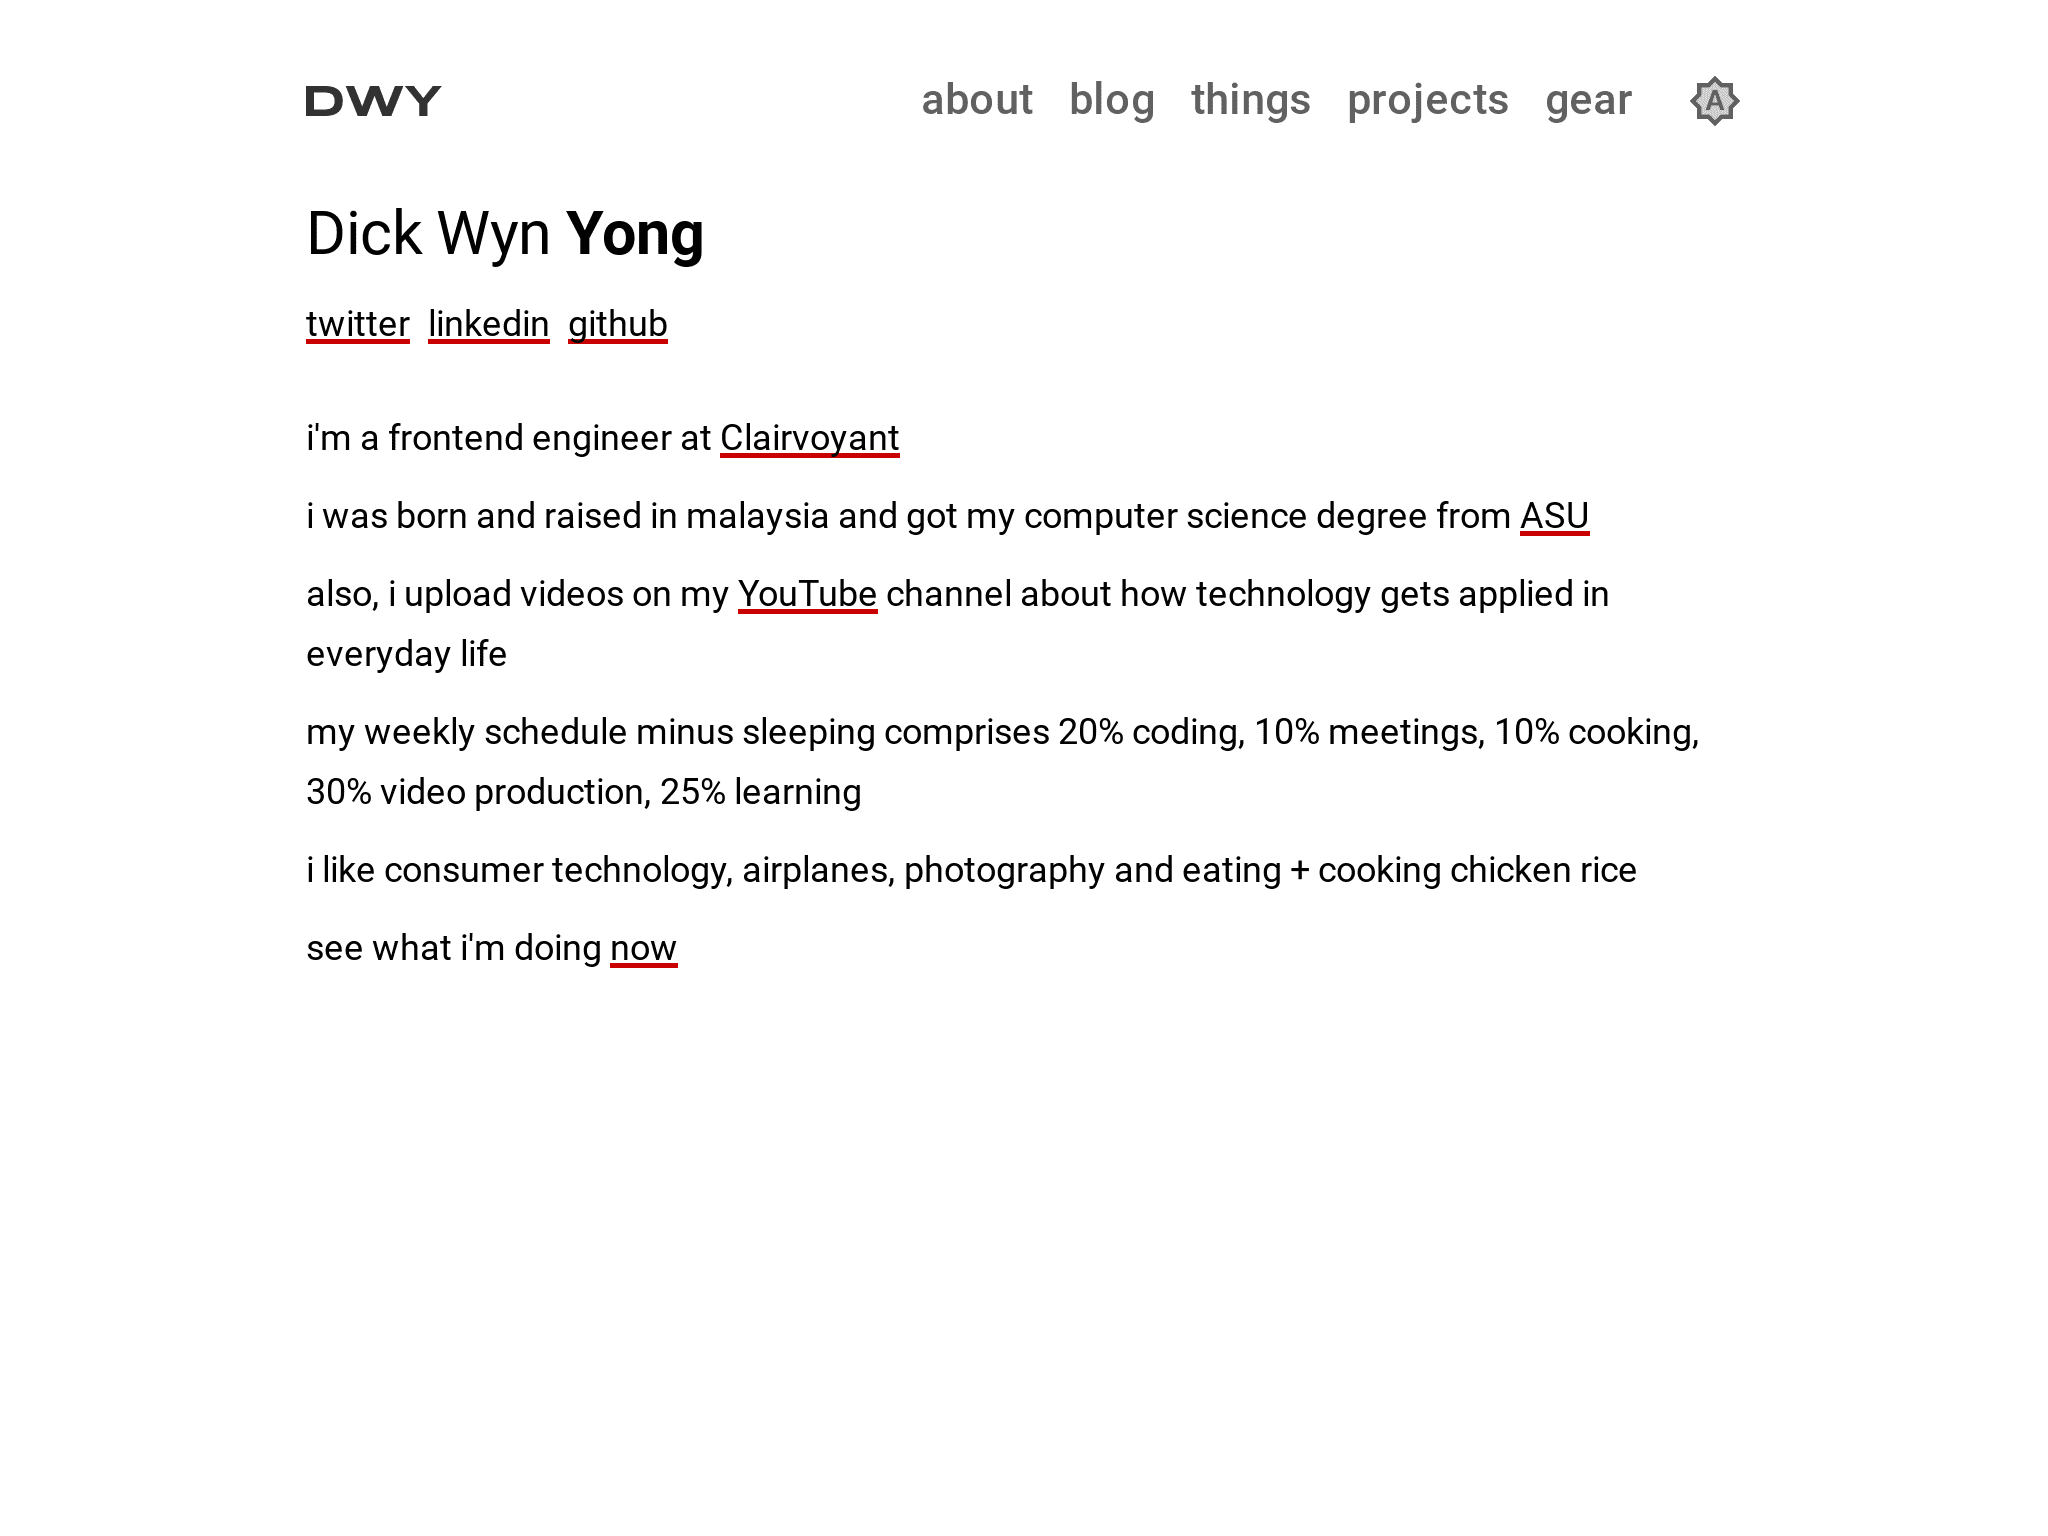 DWY
about blog things projects gear A
Dick Wyn Yong
twitter linkedin github
i'm a frontend engineer at Clairvoyant
i was born and raised in malaysia and got my computer science degree from ASU
also, i upload videos on my YouTube channel about how technology gets applied in
everyday life
my weekly schedule minus sleeping comprises 20% coding, 10% meetings, 10% cooking,
30% video production, 25% learning
i like consumer technology, airplanes, photography and eating + cooking chicken rice
see what i'm doing now